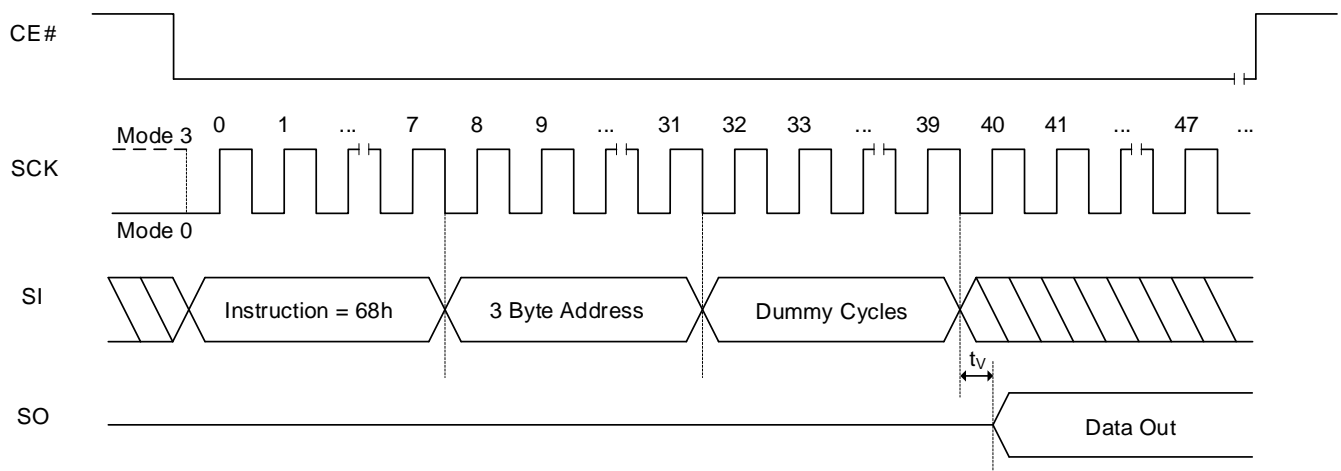 CE#
0 1 ... 7 8 9 ... 31 32 33 ... 39 40 41 ... 47 ...
Mode 3
SCK
Mode 0
SI
Instruction = 68h
3 Byte Address
Dummy Cycles
tV
SO
Data Out